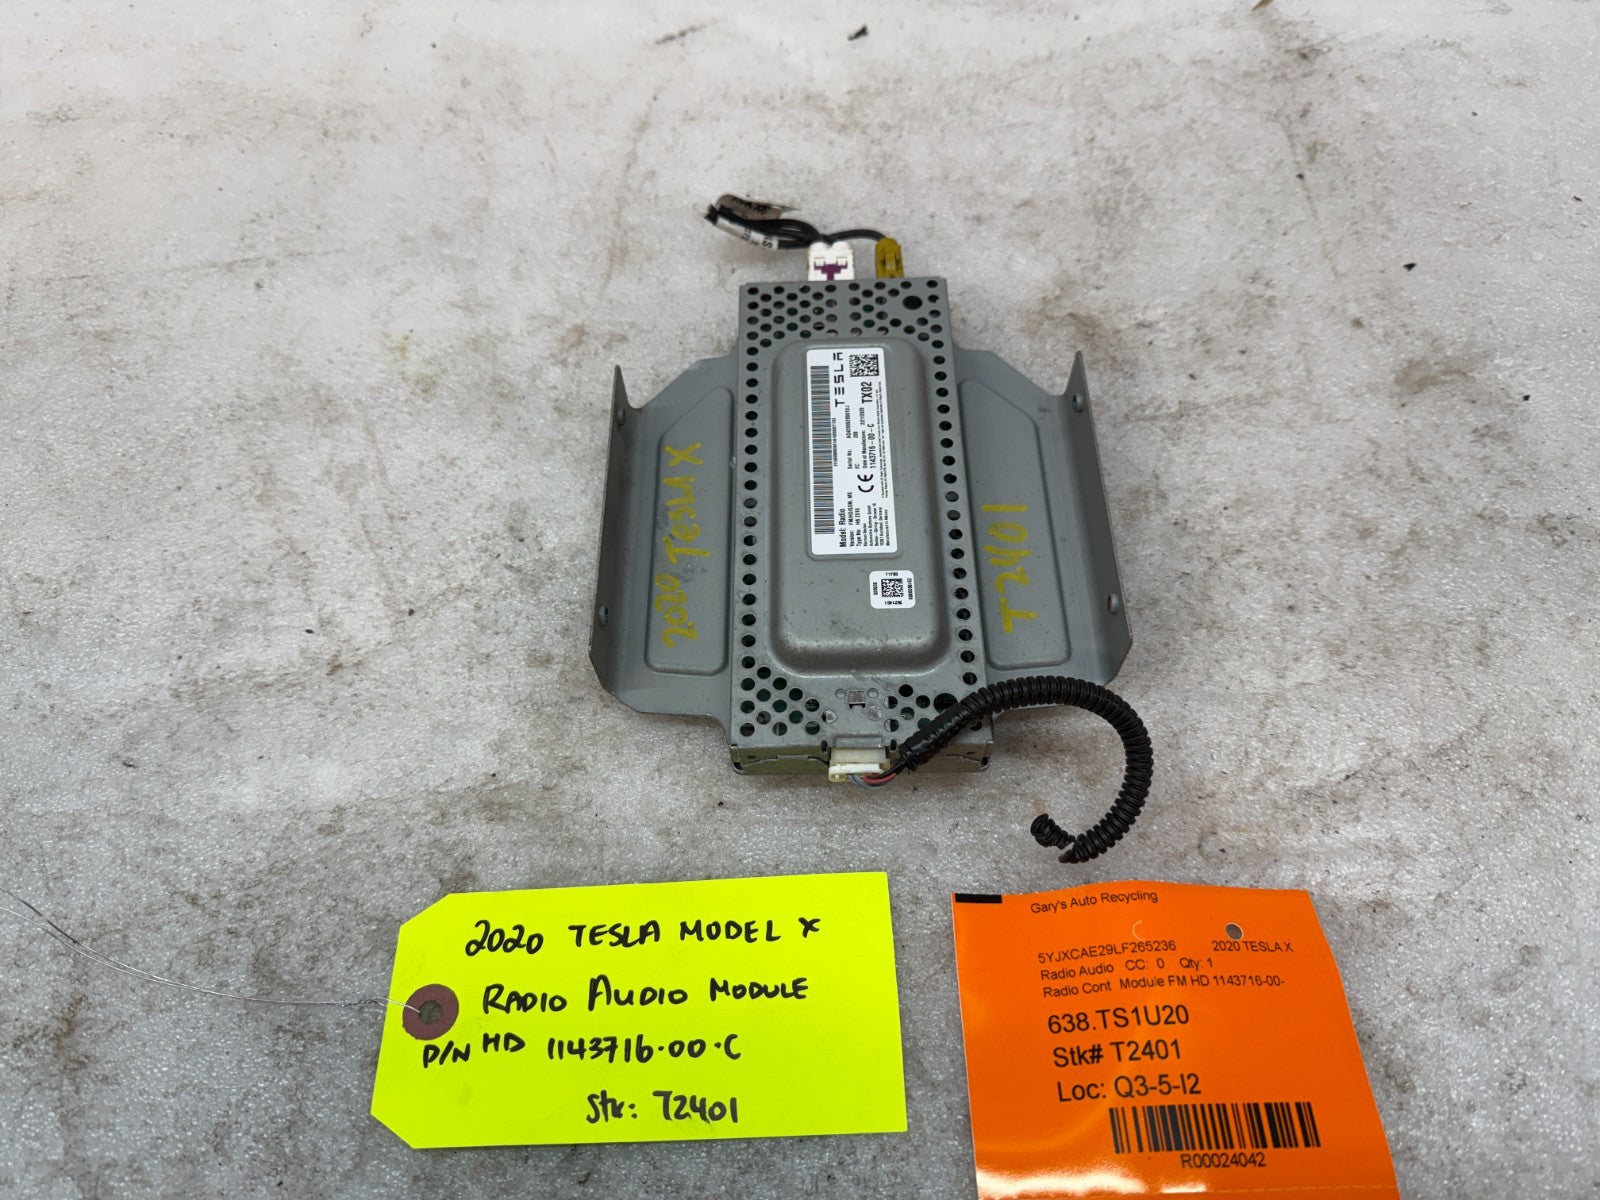 2020 TESLA X
T2401
TESLA
TX02
Model: Radio
1143716-00-C
CE
2020 TESLA MODEL X
RADIO AUDIO MODULE
P/N HD 1143716-00-C
Stk: T2401
Gary's Auto Recycling
5YJXCAE29LF265236 2020 TESLA X
Radio Audio CC: 0 Qty: 1
Radio Cont Module FM HD 1143716-00-
638.TS1U20
Stk# T2401
Loc: Q3-5-I2
R00024042